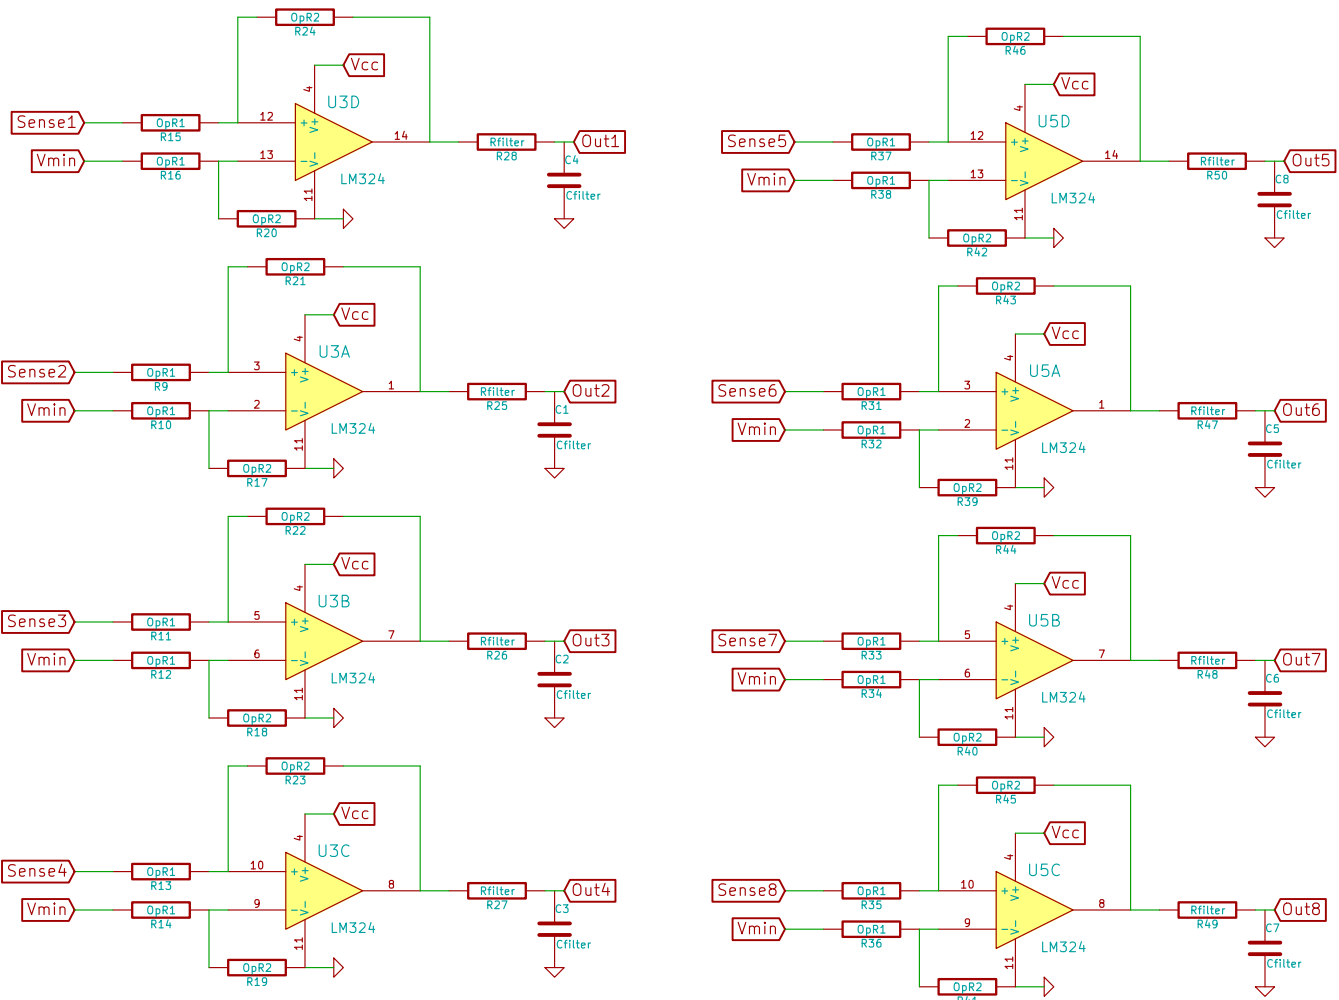 OpR2
R24
Vcc
4
U3D
Sense1
OpR1
R15
12
+
V+
14
Rfilter
R28
Out1
C4
Cfilter
Vmin
OpR1
R16
13
−
V-
11
LM324
OpR2
R20
OpR2
R21
Vcc
4
U3A
Sense2
OpR1
R9
3
+
V+
1
Rfilter
R25
Out2
C1
Cfilter
Vmin
OpR1
R10
2
−
V-
11
LM324
OpR2
R17
OpR2
R22
Vcc
4
U3B
Sense3
OpR1
R11
5
+
V+
7
Rfilter
R26
Out3
C2
Cfilter
Vmin
OpR1
R12
6
−
V-
11
LM324
OpR2
R18
OpR2
R23
Vcc
4
U3C
Sense4
OpR1
R13
10
+
V+
8
Rfilter
R27
Out4
C3
Cfilter
Vmin
OpR1
R14
9
−
V-
11
LM324
OpR2
R19
OpR2
R46
Vcc
4
U5D
Sense5
OpR1
R37
12
+
V+
14
Rfilter
R50
Out5
C8
Cfilter
Vmin
OpR1
R38
13
−
V-
11
LM324
OpR2
R42
OpR2
R43
Vcc
4
U5A
Sense6
OpR1
R31
3
+
V+
1
Rfilter
R47
Out6
C5
Cfilter
Vmin
OpR1
R32
2
−
V-
11
LM324
OpR2
R39
OpR2
R44
Vcc
4
U5B
Sense7
OpR1
R33
5
+
V+
7
Rfilter
R48
Out7
C6
Cfilter
Vmin
OpR1
R34
6
−
V-
11
LM324
OpR2
R40
OpR2
R45
Vcc
4
U5C
Sense8
OpR1
R35
10
+
V+
8
Rfilter
R49
Out8
C7
Cfilter
Vmin
OpR1
R36
9
−
V-
11
LM324
OpR2
R41